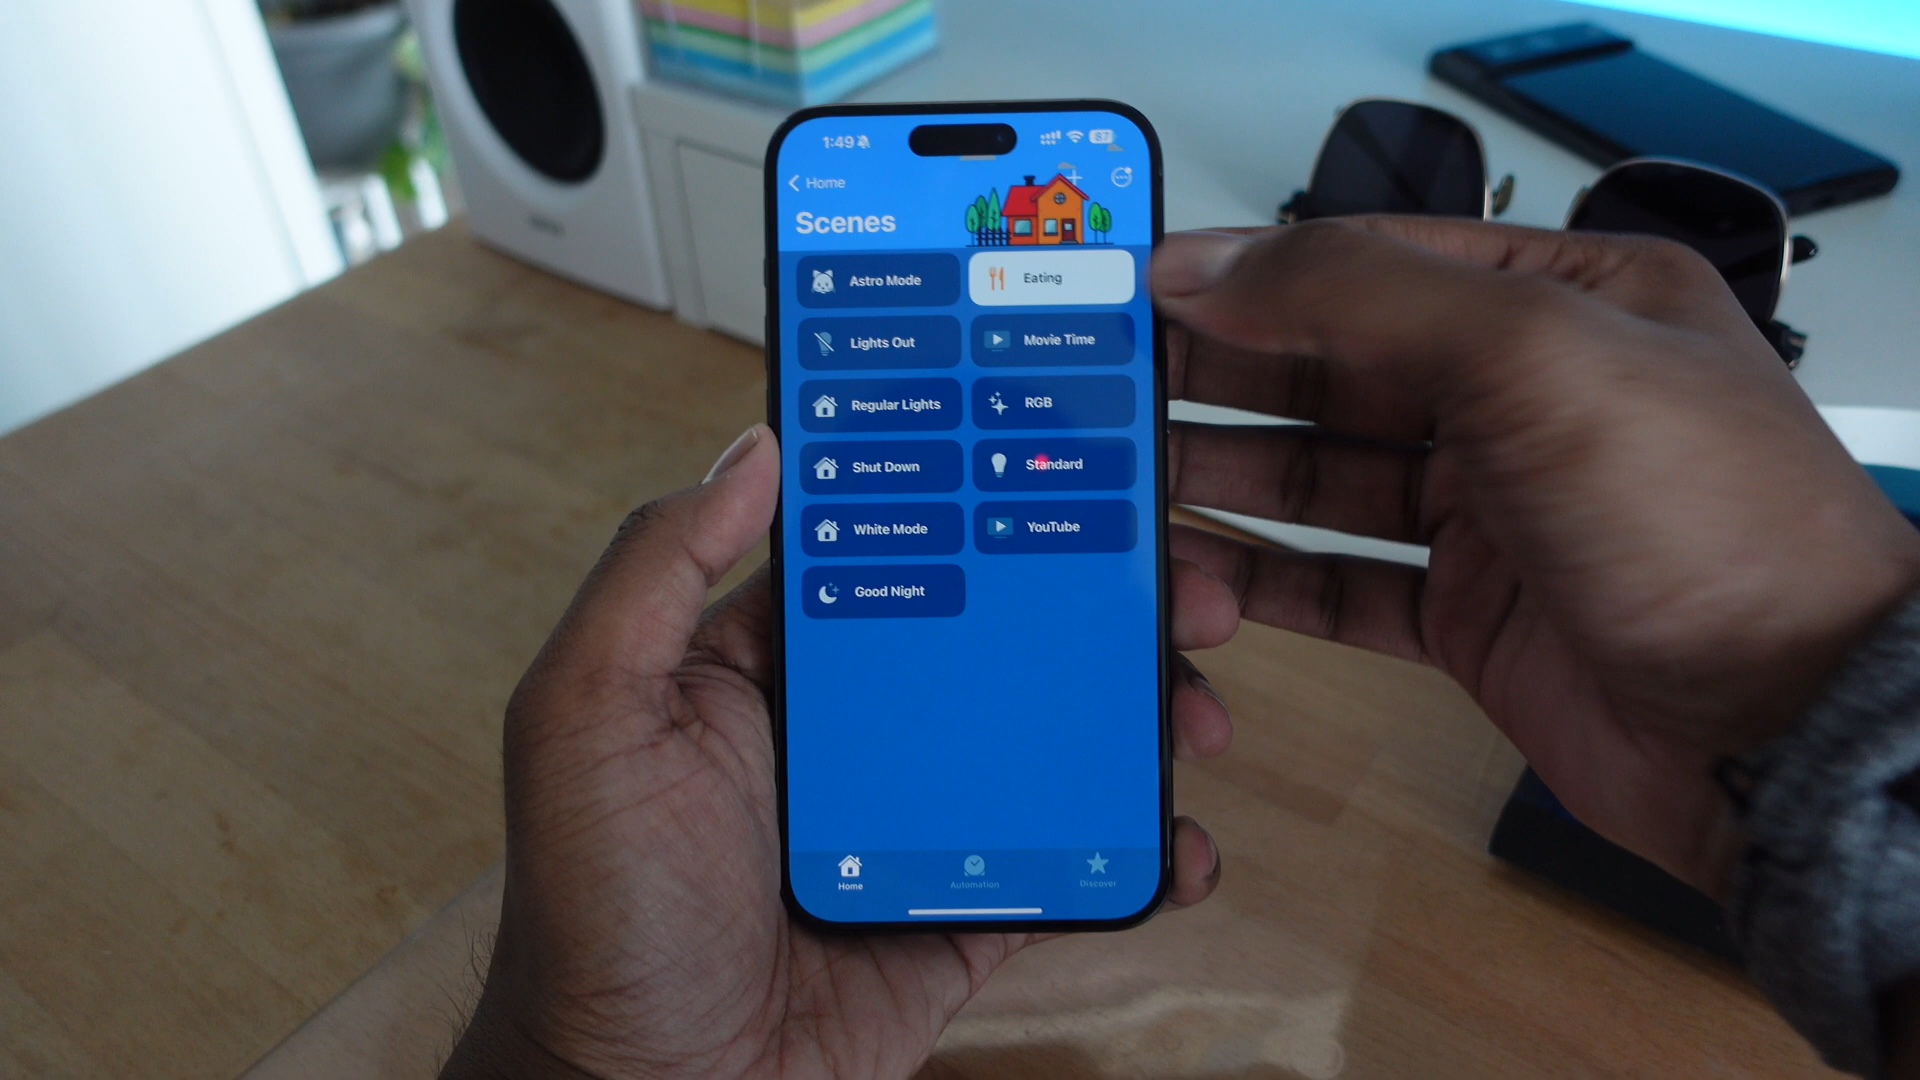 1:49
87
Home
Scenes
Astro Mode
Eating
Lights Out
Movie Time
Regular Lights
RGB
Shut Down
Standard
White Mode
YouTube
Good Night
Home
Automation
Discover